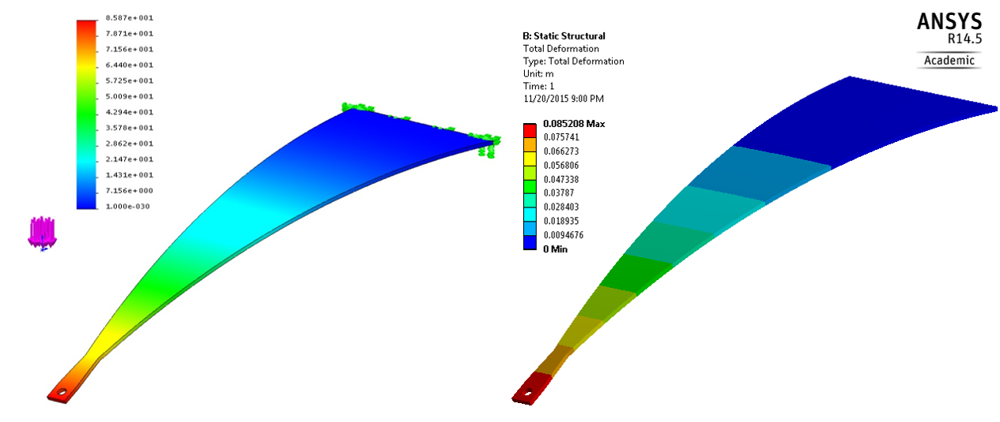 8.587e+001
7.871e+001
7.156e+001
6.440e+001
5.725e+001
5.009e+001
4.294e+001
3.578e+001
2.862e+001
2.147e+001
1.431e+001
7.156e+000
1.000e-030
B: Static Structural
Total Deformation
Type: Total Deformation
Unit: m
Time: 1
11/20/2015 9:00 PM
0.085208 Max
0.075741
0.066273
0.056806
0.047338
0.03787
0.028403
0.018935
0.0094676
0 Min
ANSYS
R14.5
Academic